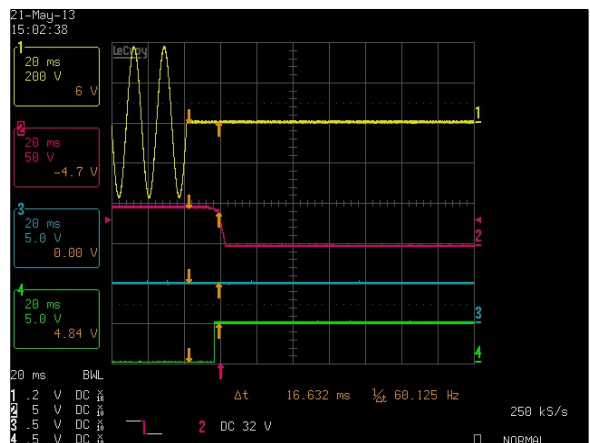 21-May-13
15:02:38
LeCroy
1
20 ms
200 V
6 V
2
20 ms
50 V
-4.7 V
3
20 ms
5.0 V
0.00 V
4
20 ms
5.0 V
4.84 V
1
2
3
4
20 ms BWL
1 .2 V DC
2 5 V DC
3 .5 V DC
4 .5 V DC
Δt 16.632 ms 1/Δt 60.125 Hz
2 DC 32 V
250 kS/s
NORMAL